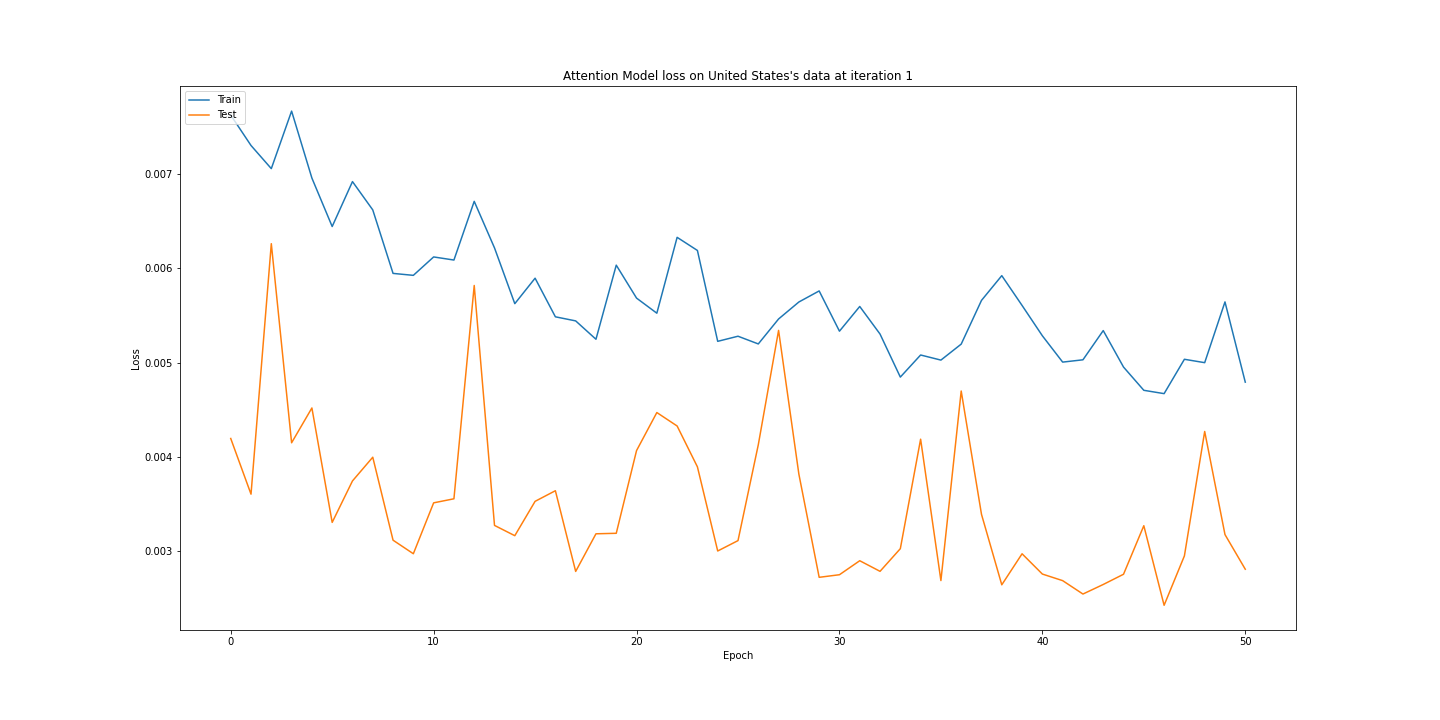 Attention Model loss on United States's data at iteration 1
Train
Test
0.007
0.006
0.005
0.004
0.003
Loss
0
10
20
30
40
50
Epoch